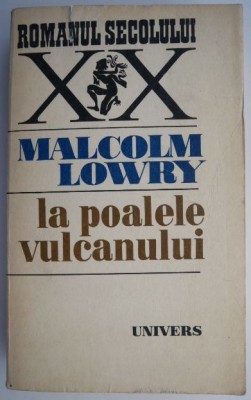 ROMANUL SECOLULUI
XX
MALCOLM
LOWRY
la poalele
vulcanului
UNIVERS